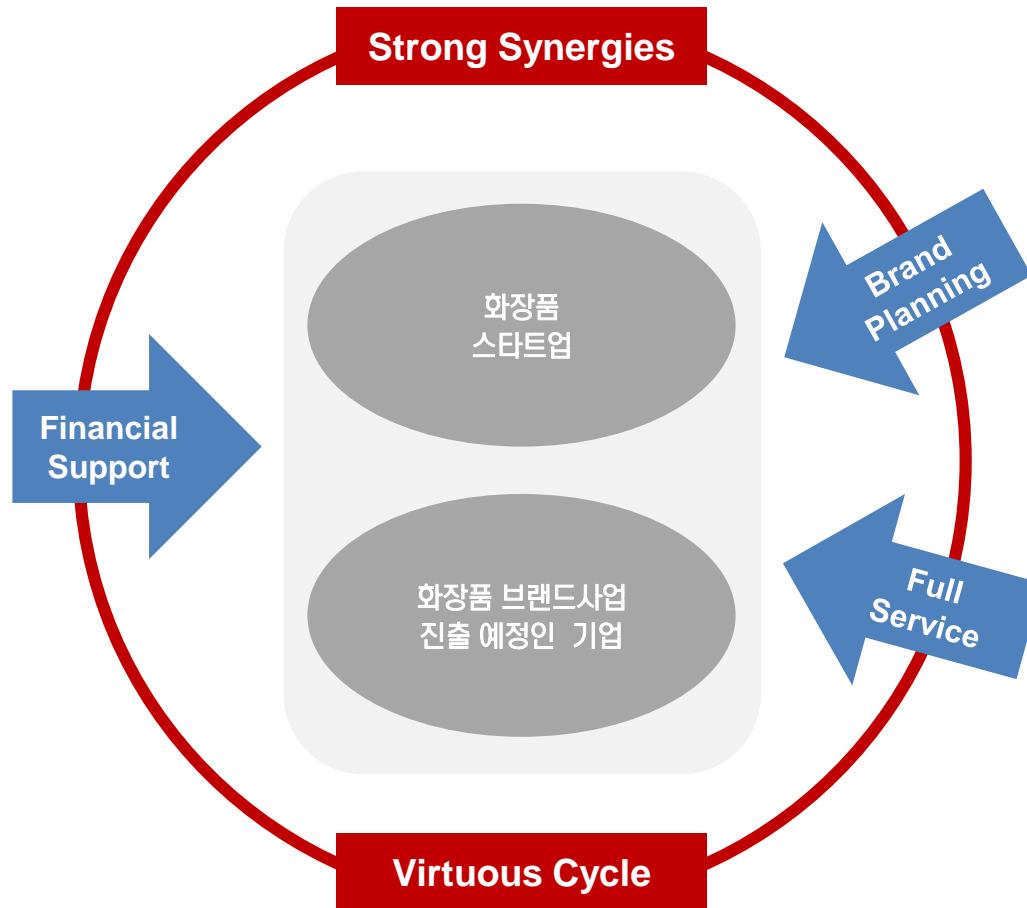 Strong Synergies
화장품
스타트업
Brand
Planning
Financial
Support
화장품 브랜드사업
진출 예정인 기업
Full
Service
Virtuous Cycle